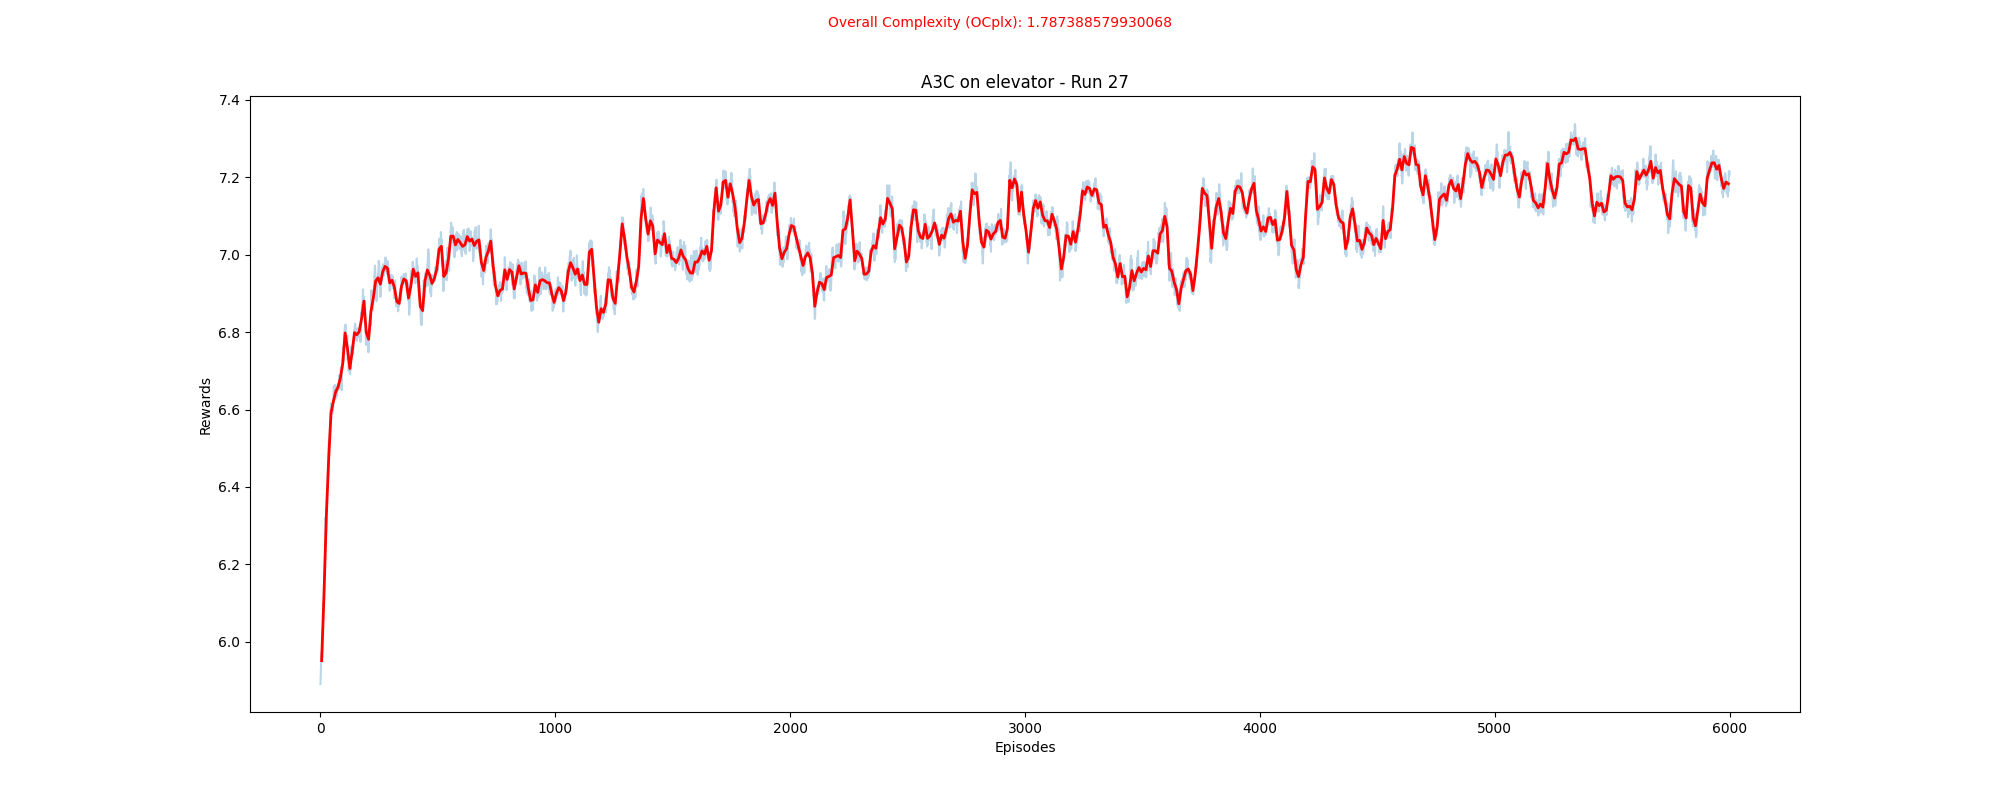 Overall Complexity (OCplx): 1.787388579930068
A3C on elevator - Run 27
7.4
7.2
7.0
6.8
6.6
6.4
6.2
6.0
Rewards
0 1000 2000 3000 4000 5000 6000
Episodes